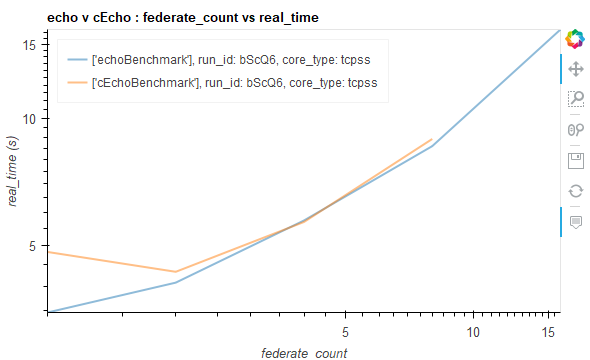 echo v cEcho : federate_count vs real_time
['echoBenchmark'], run_id: bScQ6, core_type: tcpss
['cEchoBenchmark'], run_id: bScQ6, core_type: tcpss
15
10
5
real_time (s)
5
10
15
federate_count